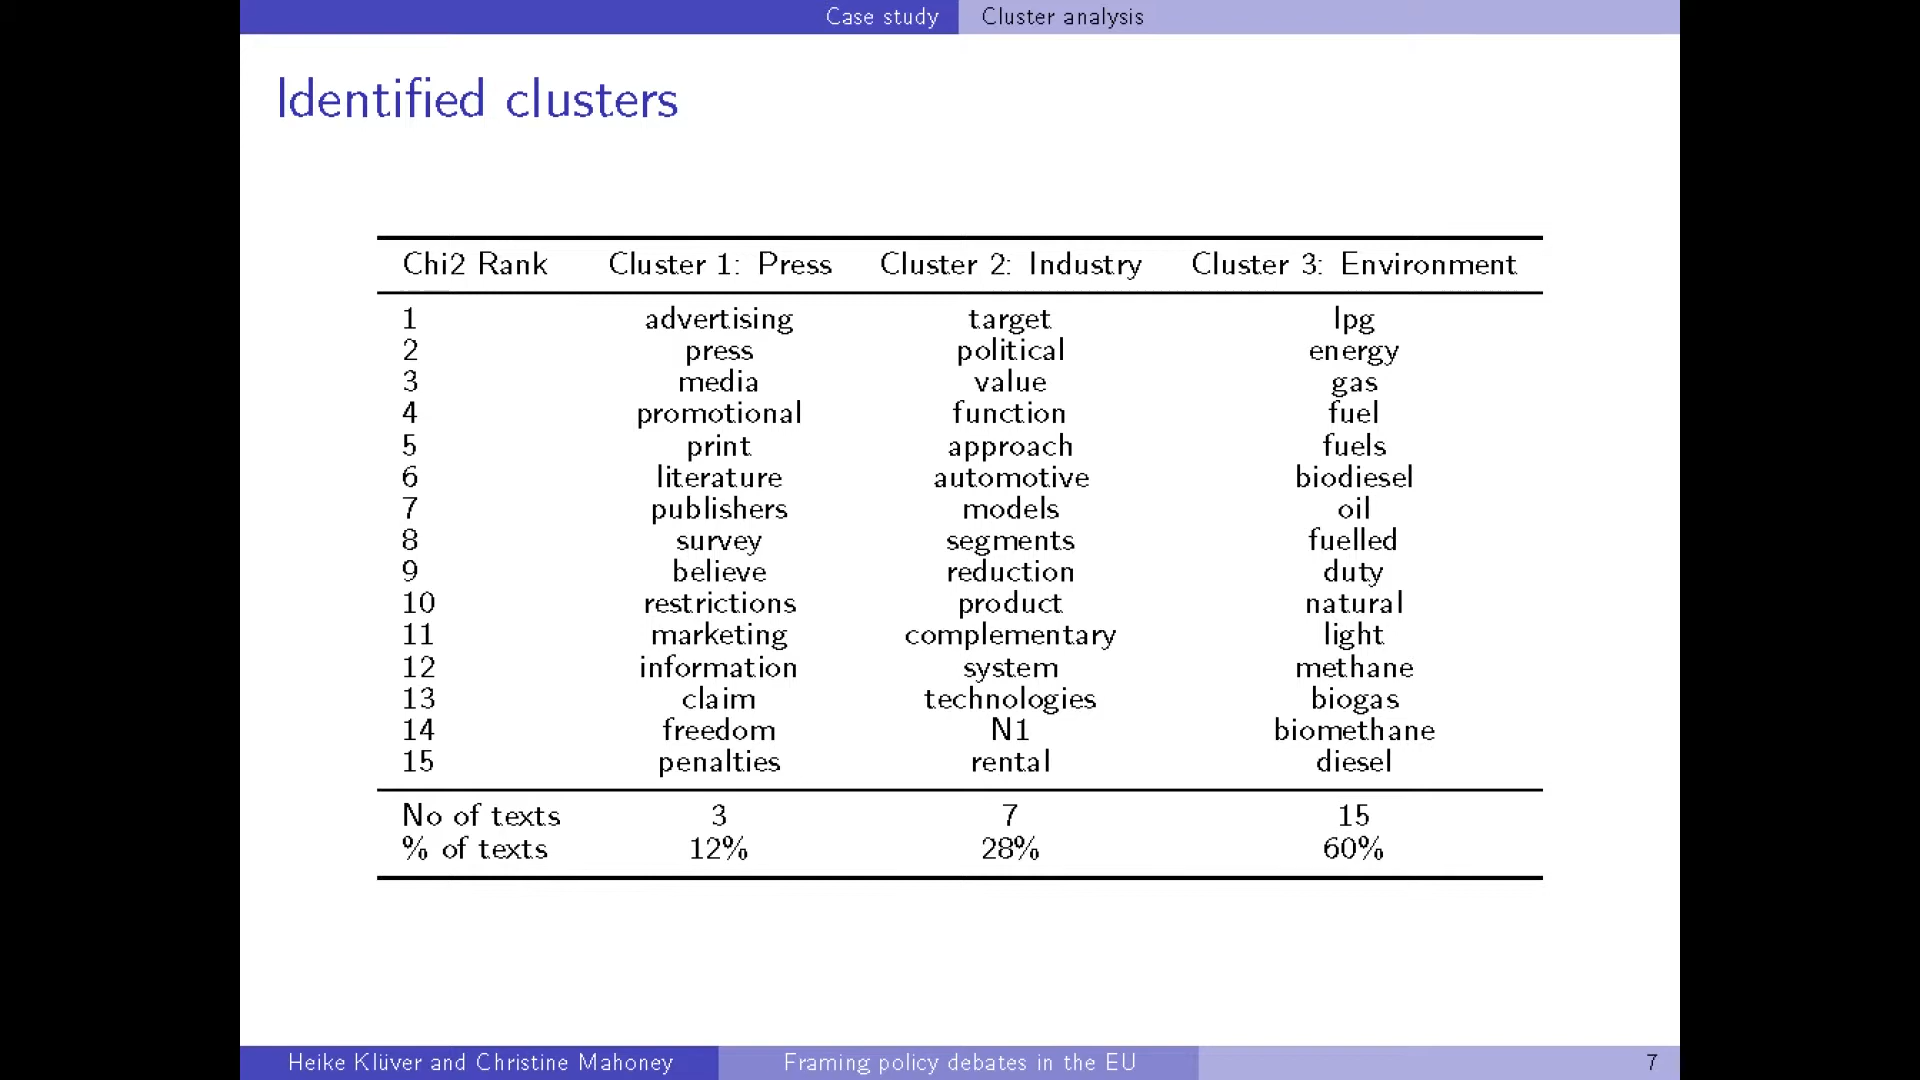 Case study Cluster analysis
Identified clusters
Chi2 Rank Cluster 1: Press Cluster 2: Industry Cluster 3: Environment
1 advertising target lpg
2 press political energy
3 media value gas
4 promotional function fuel
5 print approach fuels
6 literature automotive biodiesel
7 publishers models oil
8 survey segments fuelled
9 believe reduction duty
10 restrictions product natural
11 marketing complementary light
12 information system methane
13 claim technologies biogas
14 freedom N1 biomethane
15 penalties rental diesel
No of texts 3 7 15
% of texts 12% 28% 60%
Heike Klüver and Christine Mahoney Framing policy debates in the EU 7